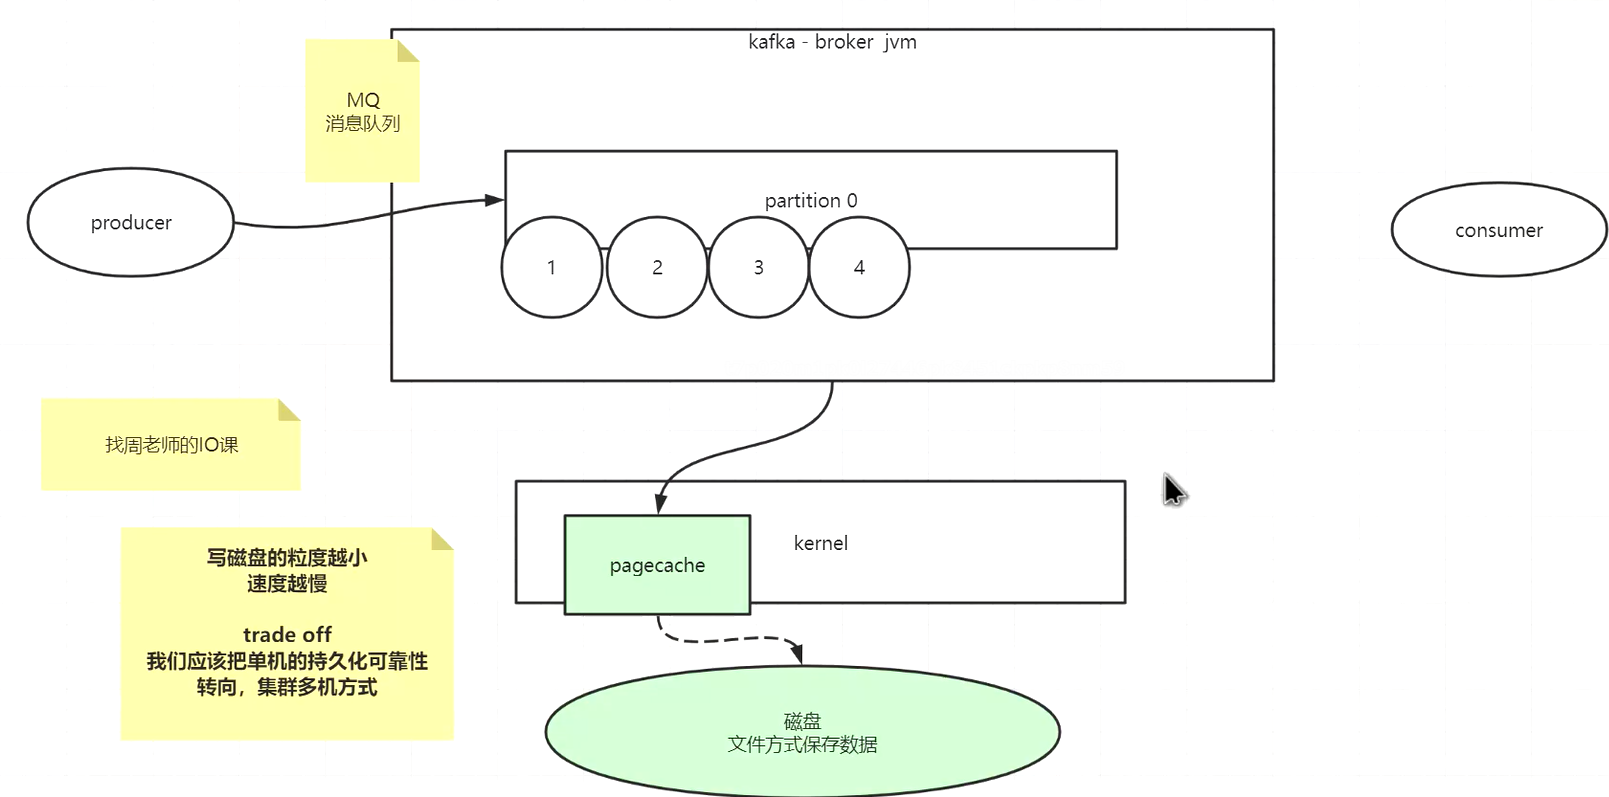 kafka - broker jvm
MQ
消息队列
producer
partition 0
1
2
3
4
consumer
找周老师的IO课
kernel
pagecache
写磁盘的粒度越小
速度越慢
trade off
我们应该把单机的持久化可靠性
转向，集群多机方式
磁盘
文件方式保存数据